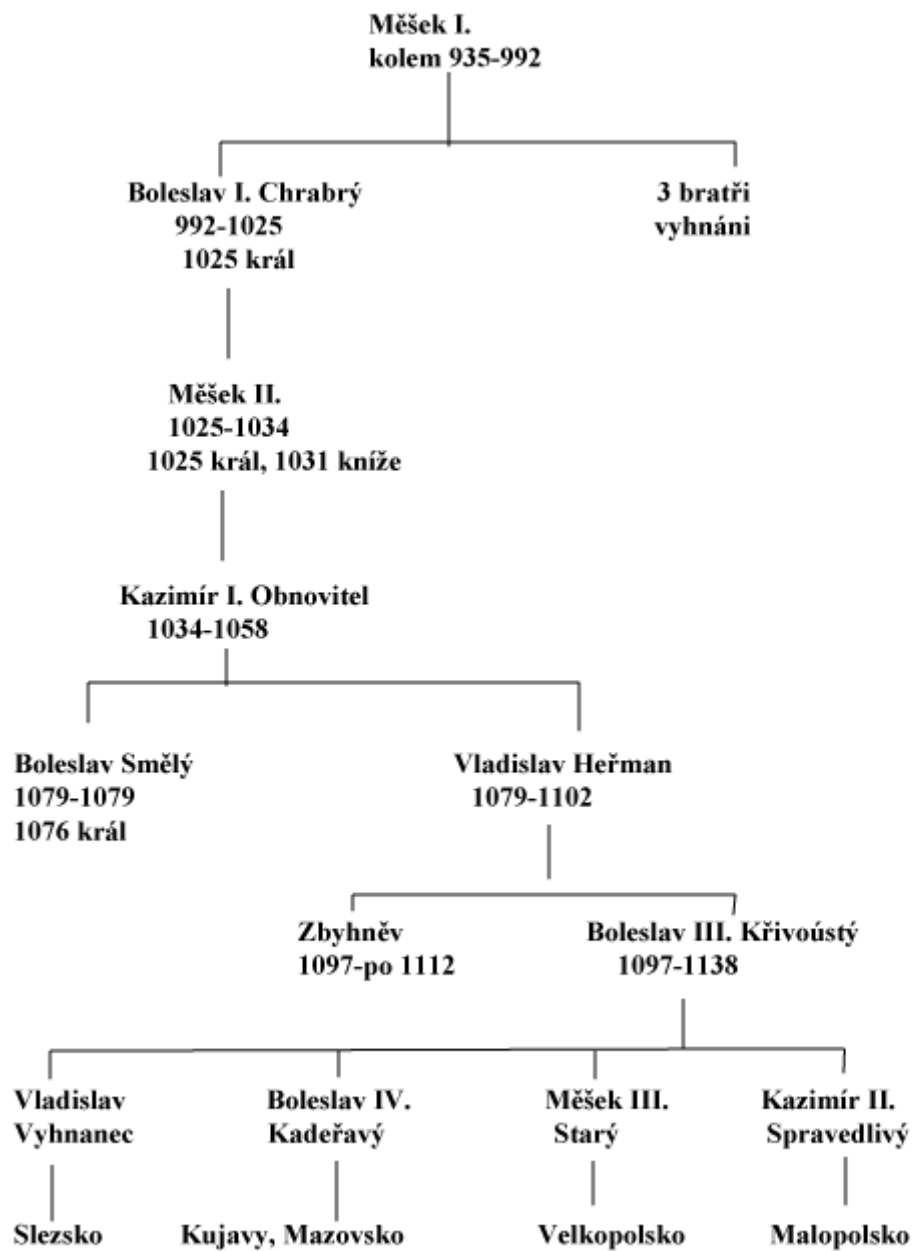 Měšek I.
kolem 935-992
Boleslav I. Chrabrý
992-1025
1025 král
3 bratři
vyhnáni
Měšek II.
1025-1034
1025 král, 1031 kníže
Kazimír I. Obnovitel
1034-1058
Boleslav Smělý
1079-1079
1076 král
Vladislav Heřman
1079-1102
Zbyhněv
1097-po 1112
Boleslav III. Křivoústý
1097-1138
Vladislav
Vyhnanec
Boleslav IV.
Kadeřavý
Měšek III.
Starý
Kazimír II.
Spravedlivý
Slezsko
Kujavy, Mazovsko
Velkopolsko
Malopolsko